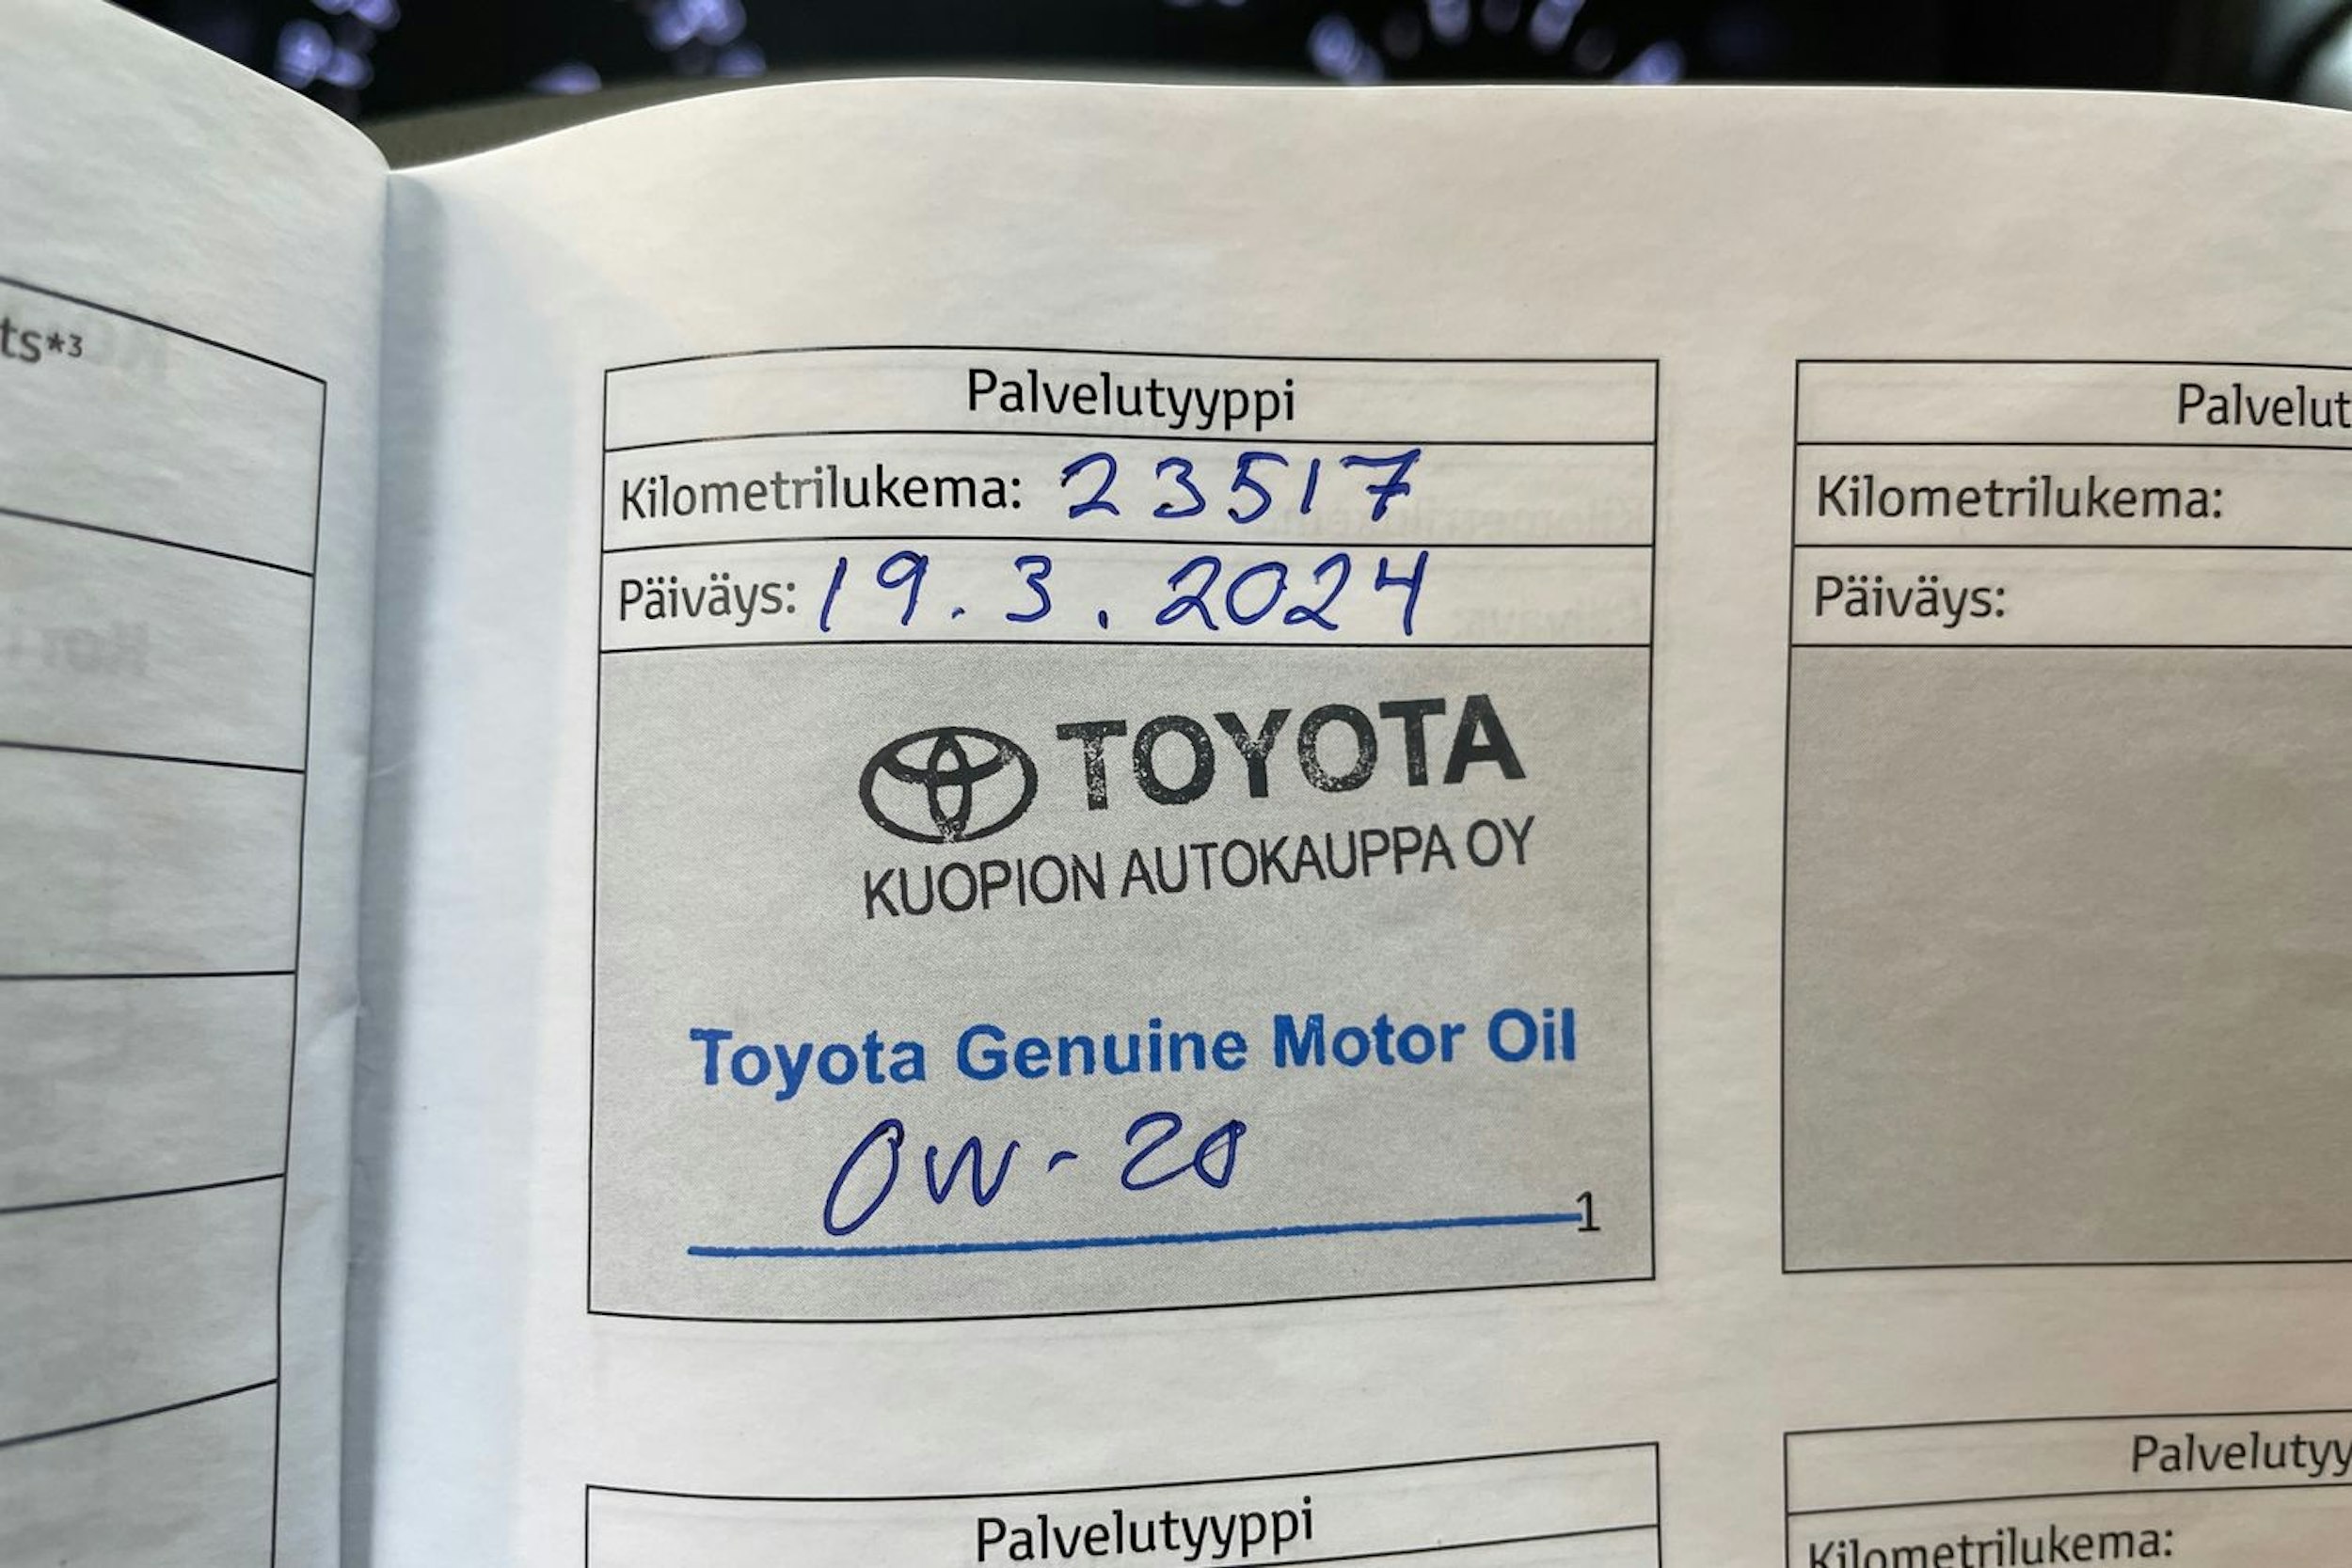 ts*3
Palvelutyyppi
Kilometrilukema: 23517
Päiväys: 19.3.2024
TOYOTA
KUOPION AUTOKAUPPA OY
Toyota Genuine Motor Oil
0W-20
1
Palvelut
Kilometrilukema:
Päiväys:
Palvelutyyppi
Palvelutyy
Kilometrilukema: